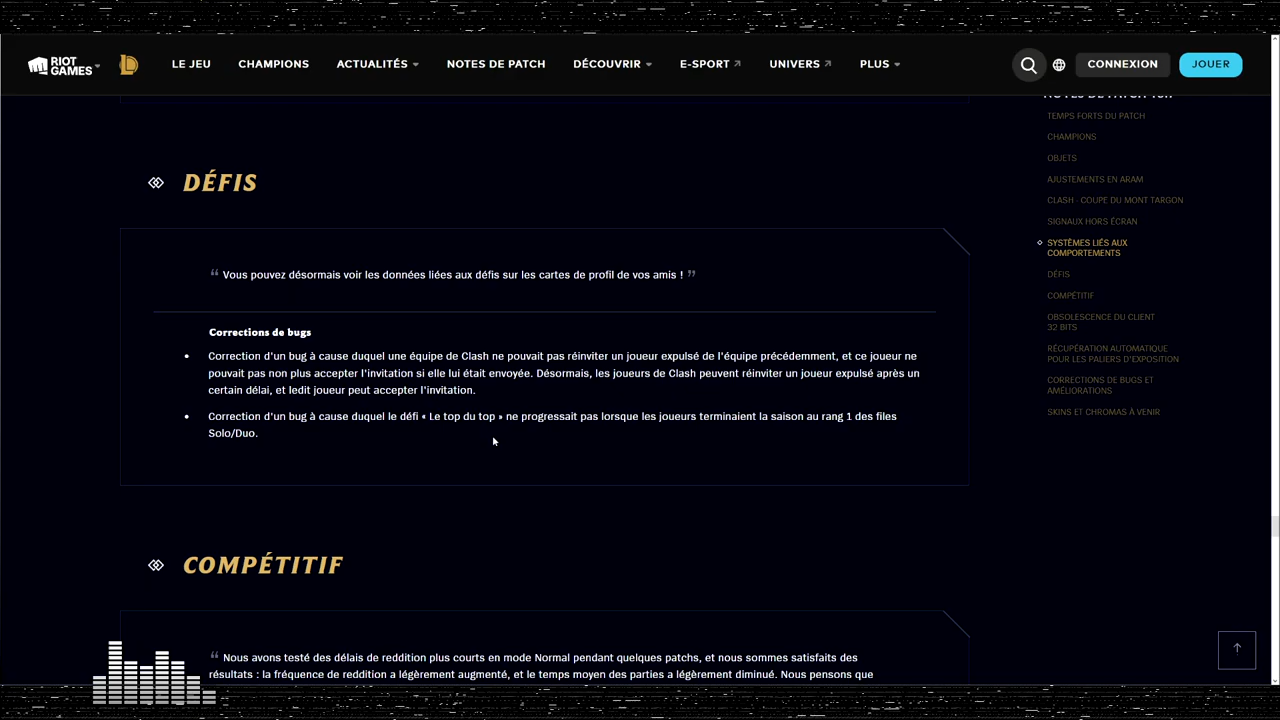 RIOT GAMES
LE JEU CHAMPIONS ACTUALITÉS NOTES DE PATCH DÉCOUVRIR E-SPORT UNIVERS PLUS CONNEXION JOUER
DÉFIS
“ Vous pouvez désormais voir les données liées aux défis sur les cartes de profil de vos amis ! ”
Corrections de bugs
• Correction d'un bug à cause duquel une équipe de Clash ne pouvait pas réinviter un joueur expulsé de l'équipe précédemment, et ce joueur ne
pouvait pas non plus accepter l'invitation si elle lui était envoyée. Désormais, les joueurs de Clash peuvent réinviter un joueur expulsé après un
certain délai, et ledit joueur peut accepter l'invitation.
• Correction d'un bug à cause duquel le défi « Le top du top » ne progressait pas lorsque les joueurs terminaient la saison au rang 1 des files
Solo/Duo.
COMPÉTITIF
“ Nous avons testé des délais de reddition plus courts en mode Normal pendant quelques patchs, et nous sommes satisfaits des
résultats : la fréquence de reddition a légèrement augmenté, et le temps moyen des parties a légèrement diminué. Nous pensons que
NOTES DE PATCH
TEMPS FORTS DU PATCH
CHAMPIONS
OBJETS
AJUSTEMENTS EN ARAM
CLASH - COUPE DU MONT TARGON
SIGNAUX HORS ÉCRAN
SYSTÈMES LIÉS AUX
COMPORTEMENTS
DÉFIS
COMPÉTITIF
OBSOLESCENCE DU CLIENT
32 BITS
RÉCUPÉRATION AUTOMATIQUE
POUR LES PALIERS D'EXPOSITION
CORRECTIONS DE BUGS ET
AMÉLIORATIONS
SKINS ET CHROMAS À VENIR